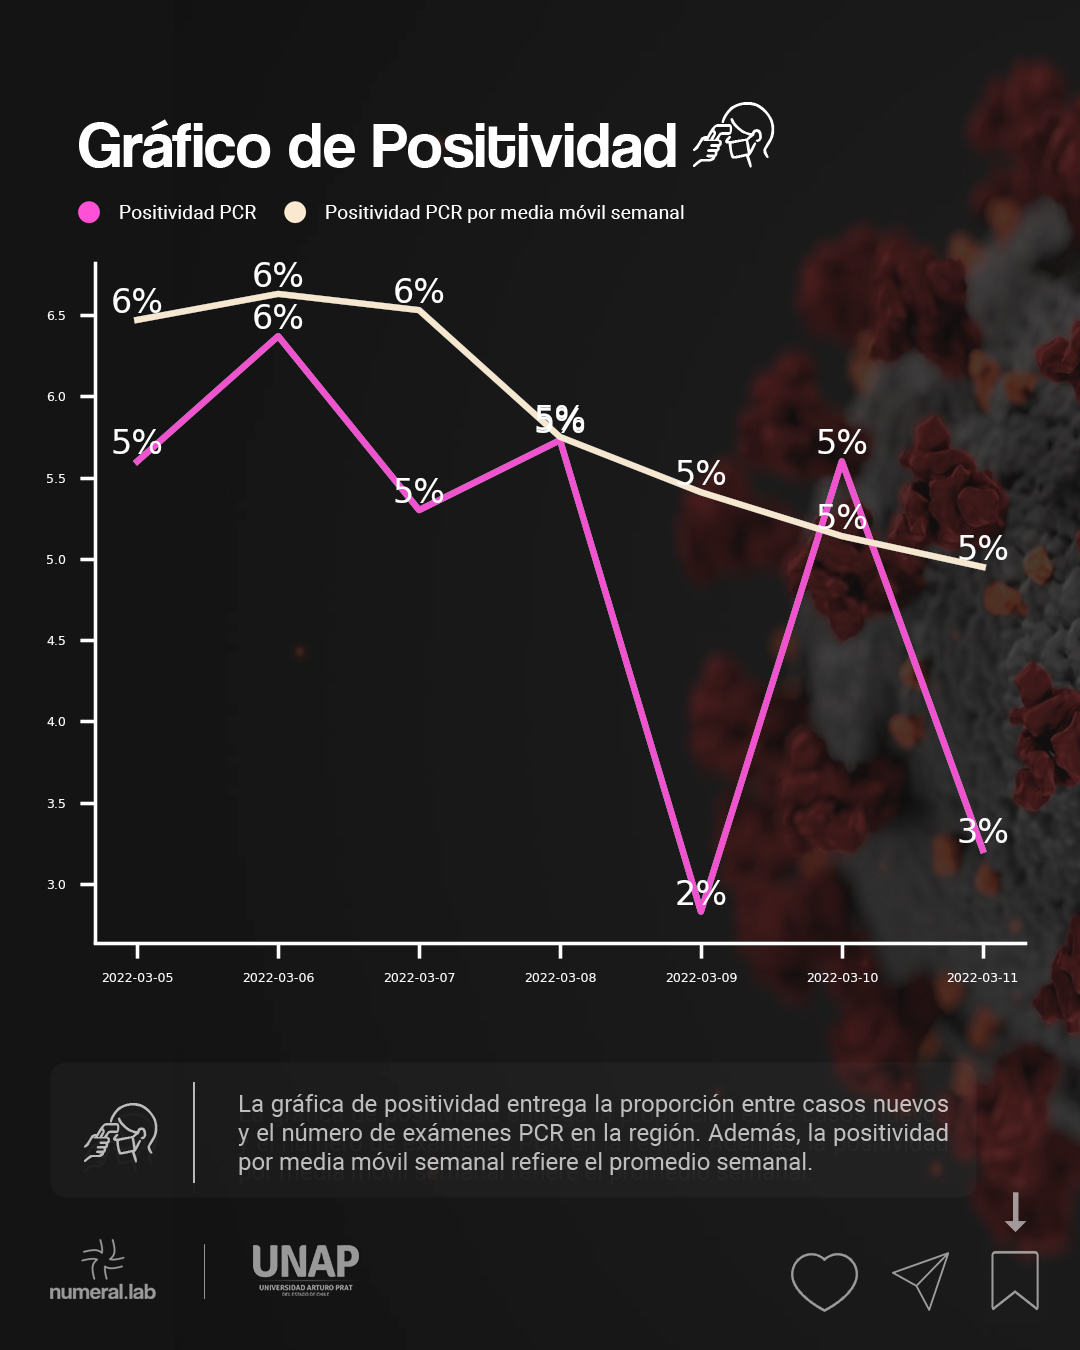 Gráfico de Positividad
Positividad PCR
Positividad PCR por media móvil semanal
6%
6%
6%
6%
5%
5%
5%
5%
5%
5%
5%
5%
2%
3%
6.5
6.0
5.5
5.0
4.5
4.0
3.5
3.0
2022-03-05
2022-03-06
2022-03-07
2022-03-08
2022-03-09
2022-03-10
2022-03-11
La gráfica de positividad entrega la proporción entre casos nuevos
y el número de exámenes PCR en la región. Además, la positividad
por media móvil semanal refiere el promedio semanal.
numeral.lab
UNAP
UNIVERSIDAD ARTURO PRAT
DEL ESTADO DE CHILE